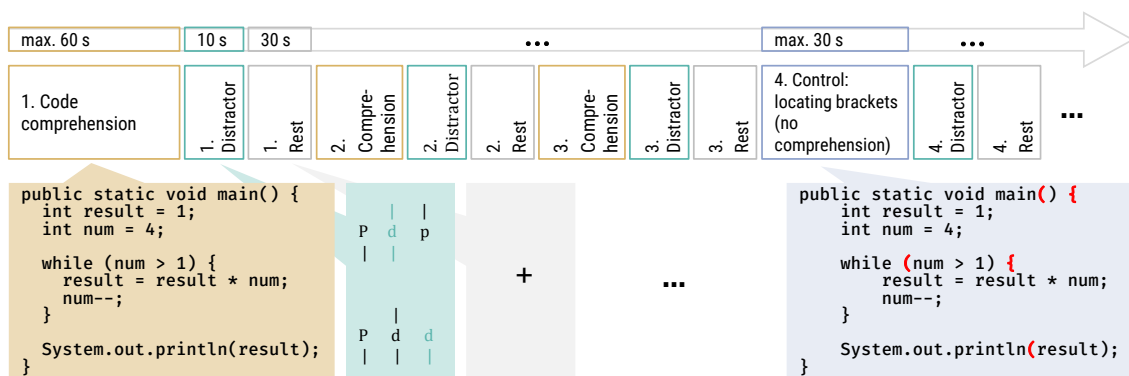 max. 60 s
10 s
30 s
...
max. 30 s
...
1. Code
comprehension
1.
Distractor
1.
Rest
2. Compre-
hension
2.
Distractor
2.
Rest
3. Compre-
hension
3.
Distractor
3.
Rest
4. Control:
locating brackets
(no
comprehension)
4.
Distractor
4.
Rest
...
public static void main() {
  int result = 1;
  int num = 4;
  while (num > 1) {
    result = result * num;
    num--;
  }
  System.out.println(result);
}
| |
P d p
| |
|
P d d
| | |
+
...
public static void main() {
    int result = 1;
    int num = 4;
    while (num > 1) {
        result = result * num;
        num--;
    }
    System.out.println(result);
}